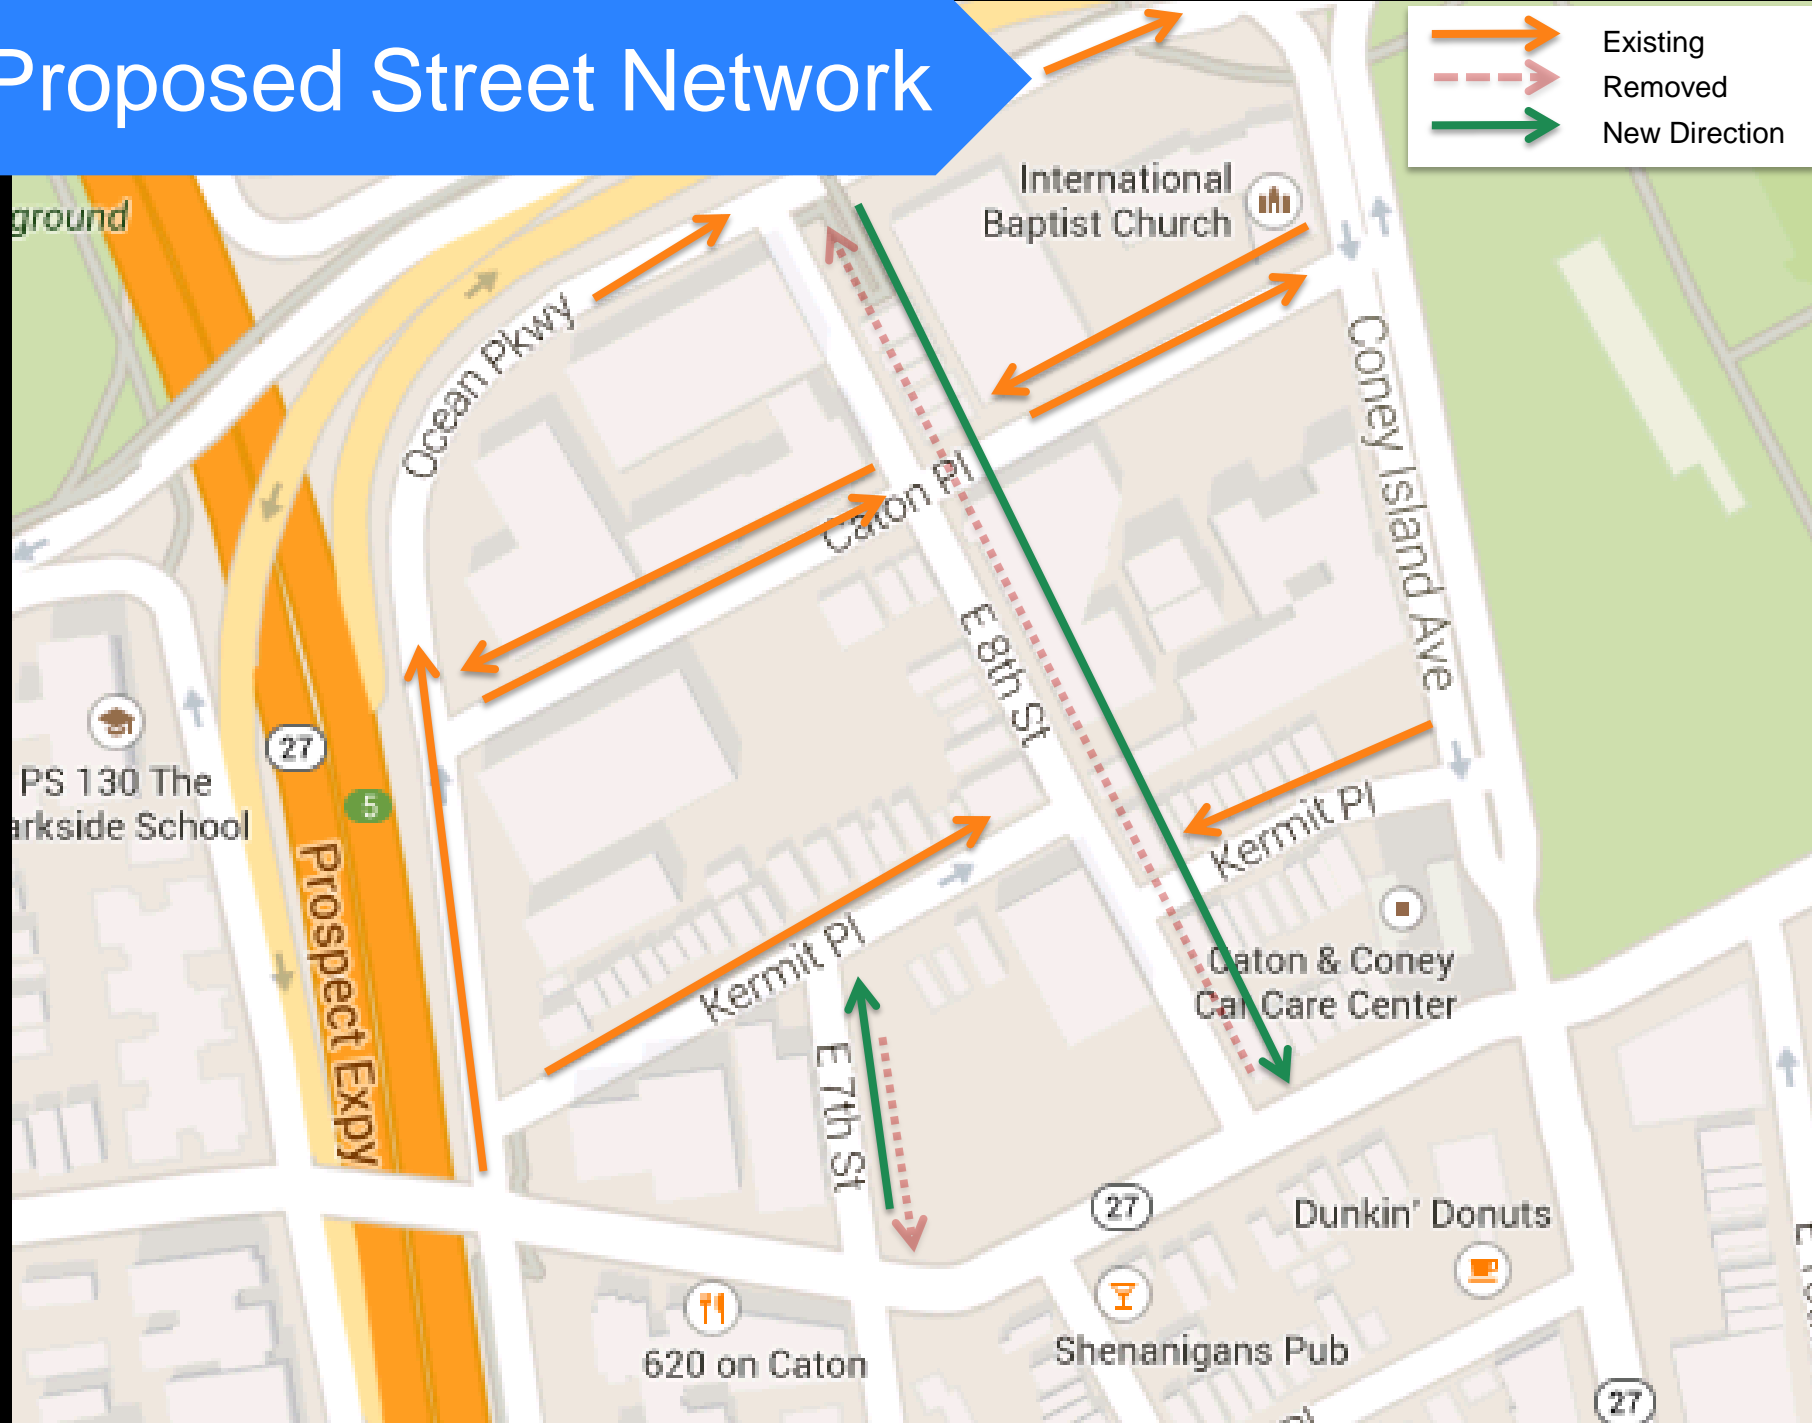 Proposed Street Network
Existing
Removed
New Direction
International
Baptist Church
ground
Ocean Pkwy
Caton Pl
Coney Island Ave
E 8th St
27
5
PS 130 The
arkside School
Prospect Expy
Kermit Pl
Kermit Pl
Caton & Coney
Car Care Center
E 7th St
27
Dunkin' Donuts
620 on Caton
Shenanigans Pub
27
Pl